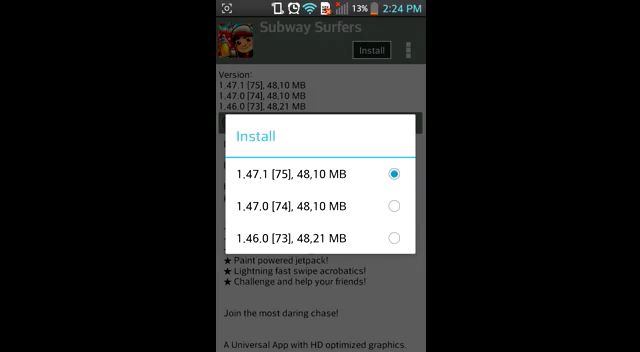 13% 2:24 PM
Subway Surfers
Install
Version:
1.47.1 [75], 48,10 MB
1.47.0 [74], 48,10 MB
1.46.0 [73], 48,21 MB
Install
1.47.1 [75], 48,10 MB
1.47.0 [74], 48,10 MB
1.46.0 [73], 48,21 MB
★ Paint powered jetpack!
★ Lightning fast swipe acrobatics!
★ Challenge and help your friends!
Join the most daring chase!
A Universal App with HD optimized graphics.